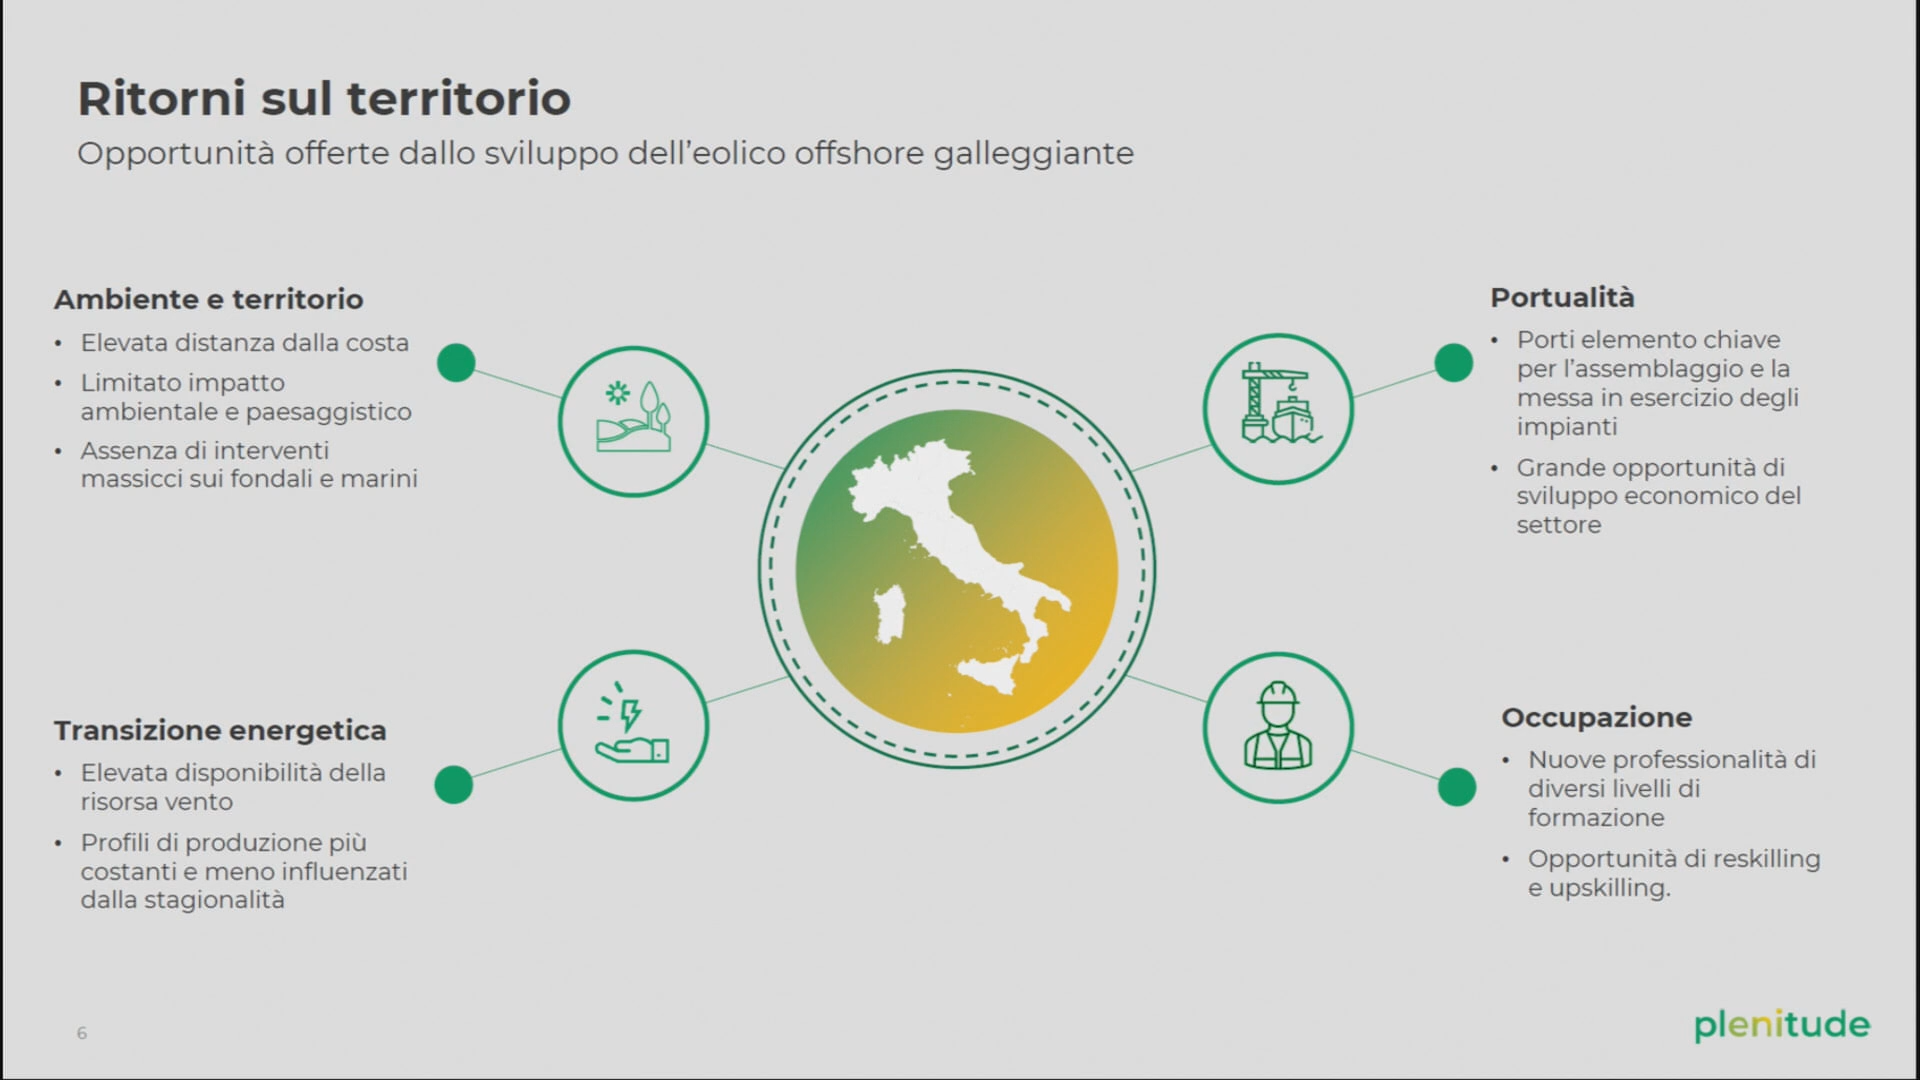 Ritorni sul territorio
Opportunità offerte dallo sviluppo dell’eolico offshore galleggiante
Ambiente e territorio
• Elevata distanza dalla costa
• Limitato impatto
ambientale e paesaggistico
• Assenza di interventi
massicci sui fondali e marini
Portualità
• Porti elemento chiave
per l’assemblaggio e la
messa in esercizio degli
impianti
• Grande opportunità di
sviluppo economico del
settore
Transizione energetica
• Elevata disponibilità della
risorsa vento
• Profili di produzione più
costanti e meno influenzati
dalla stagionalità
Occupazione
• Nuove professionalità di
diversi livelli di
formazione
• Opportunità di reskilling
e upskilling.
6
plenitude